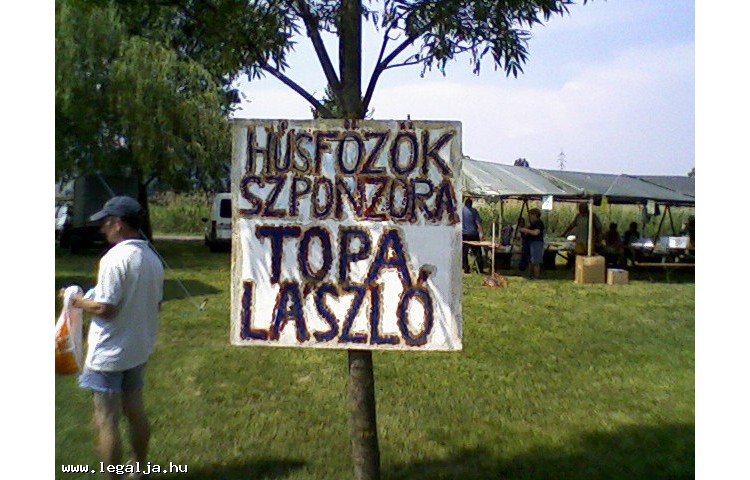 HÚSFŐZŐK
SZPONZORA
TOPA
LÁSZLÓ
www.legalja.hu